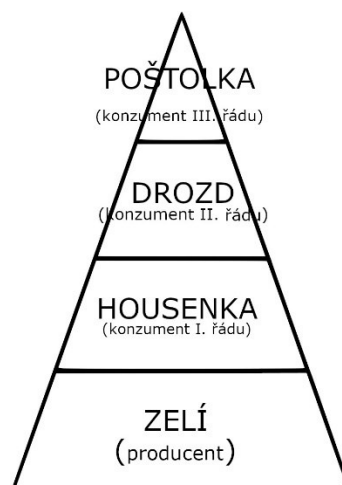 POŠTOLKA
(konzument III. řádu)
DROZD
(konzument II. řádu)
HOUSENKA
(konzument I. řádu)
ZELÍ
(producent)